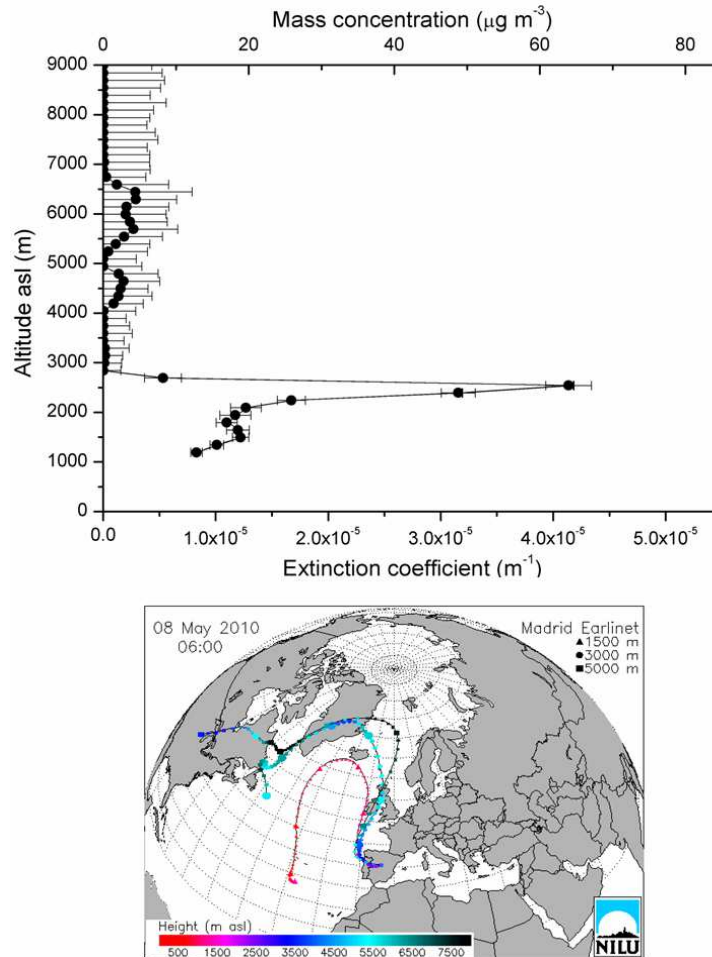 Mass concentration (μg m⁻³)
0 20 40 60 80
9000
8000
7000
6000
5000
4000
3000
2000
1000
0
Altitude asl (m)
0.0 1.0x10⁻⁵ 2.0x10⁻⁵ 3.0x10⁻⁵ 4.0x10⁻⁵ 5.0x10⁻⁵
Extinction coefficient (m⁻¹)
08 May 2010
06:00
Madrid Earlinet
▲ 1500 m
● 3000 m
■ 5000 m
Height (m asl)
500 1500 2500 3500 4500 5500 6500 7500
NILU